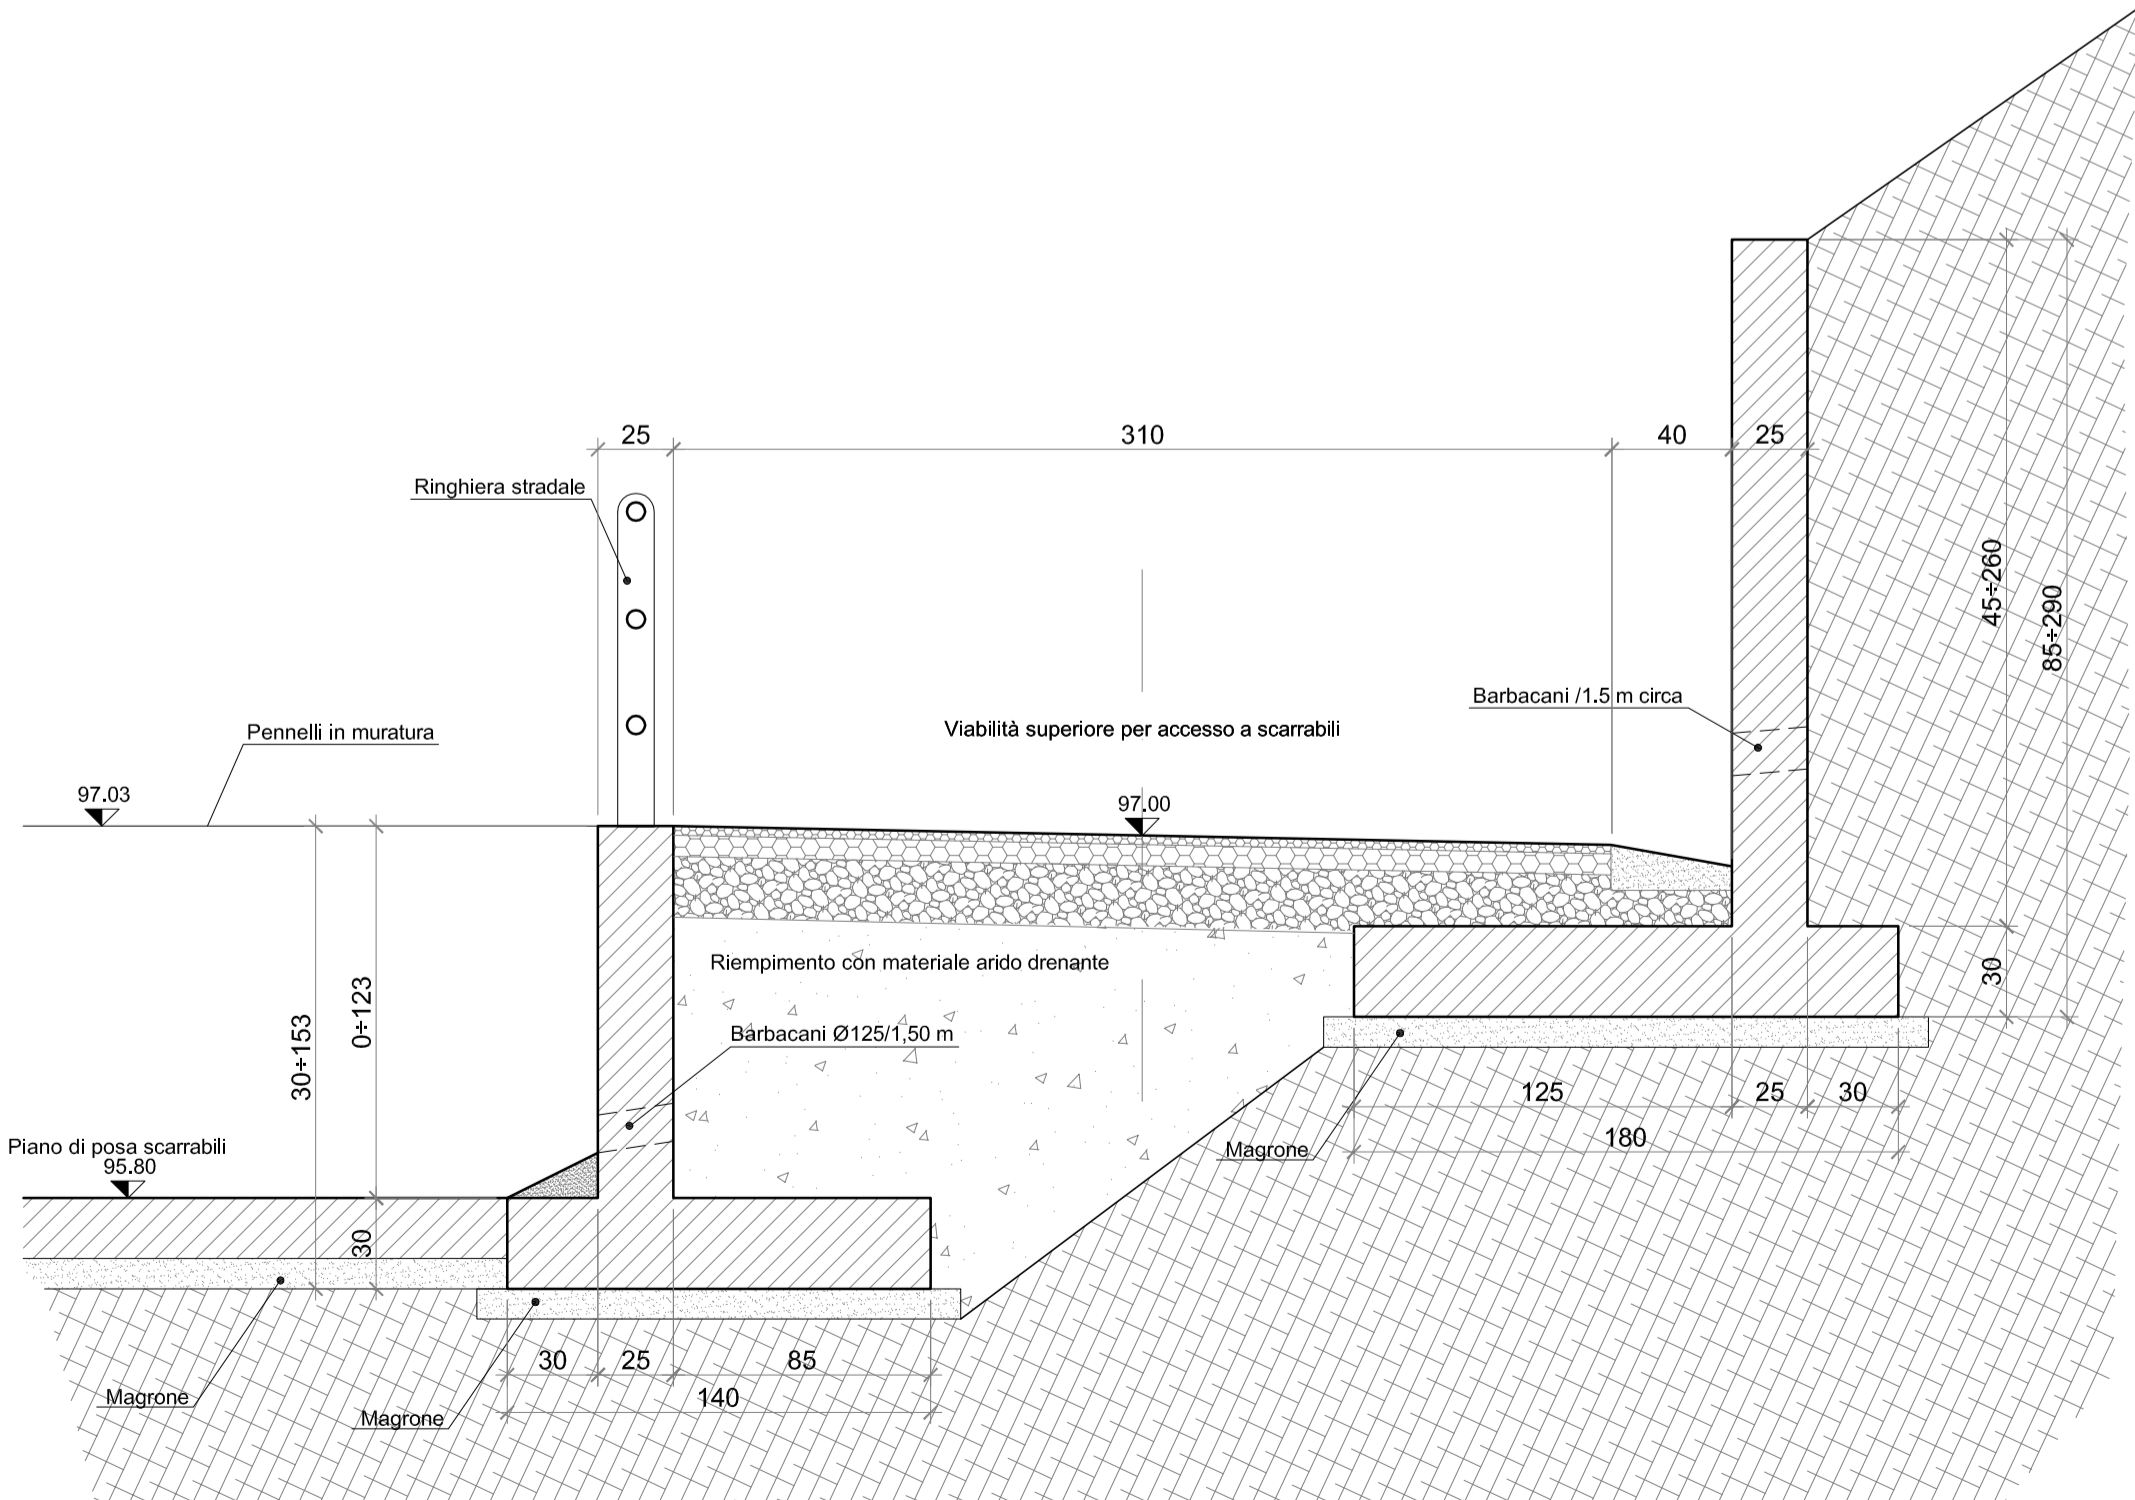 25
310
40
25
Ringhiera stradale
45÷260
85÷290
Barbacani /1.5 m circa
Pennelli in muratura
Viabilità superiore per accesso a scarrabili
97.03
97.00
Riempimento con materiale arido drenante
30
0÷123
30÷153
Barbacani Ø125/1,50 m
125
25
30
180
Magrone
Piano di posa scarrabili
95.80
30
30
25
85
140
Magrone
Magrone